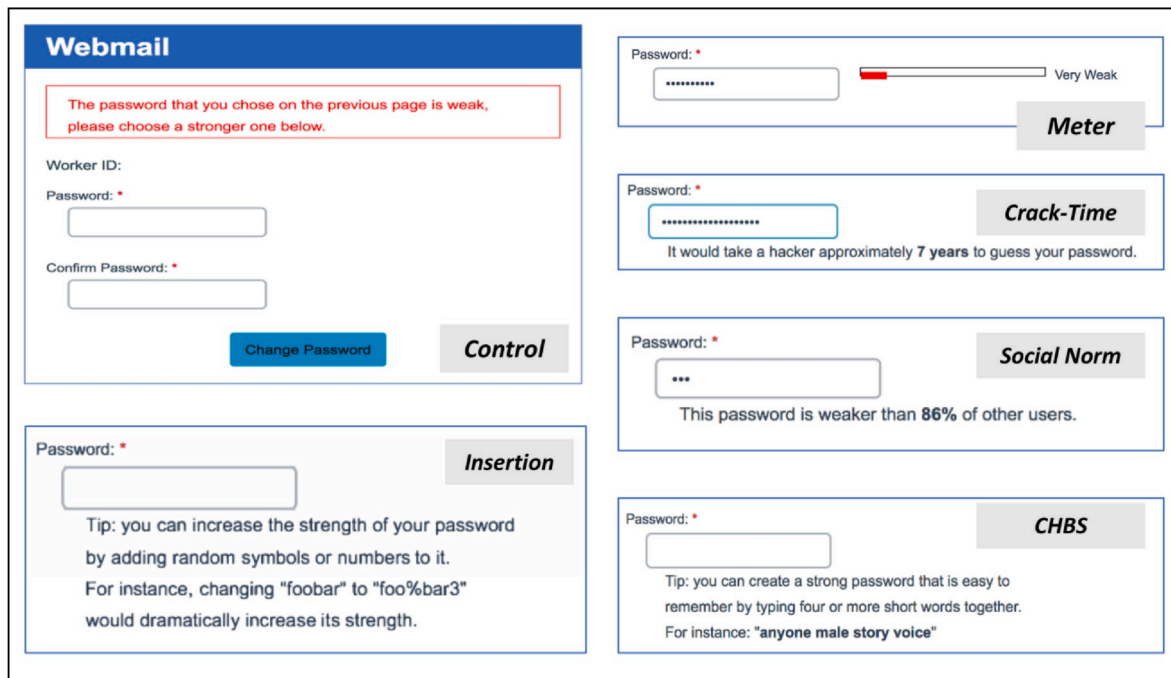 Webmail
The password that you chose on the previous page is weak,
please choose a stronger one below.
Worker ID:
Password: *
Confirm Password: *
Change Password
Control
Password: *
Insertion
Tip: you can increase the strength of your password
by adding random symbols or numbers to it.
For instance, changing "foobar" to "foo%bar3"
would dramatically increase its strength.
Password: *
Very Weak
Meter
Password: *
Crack-Time
It would take a hacker approximately 7 years to guess your password.
Password: *
Social Norm
This password is weaker than 86% of other users.
Password: *
CHBS
Tip: you can create a strong password that is easy to
remember by typing four or more short words together.
For instance: "anyone male story voice"